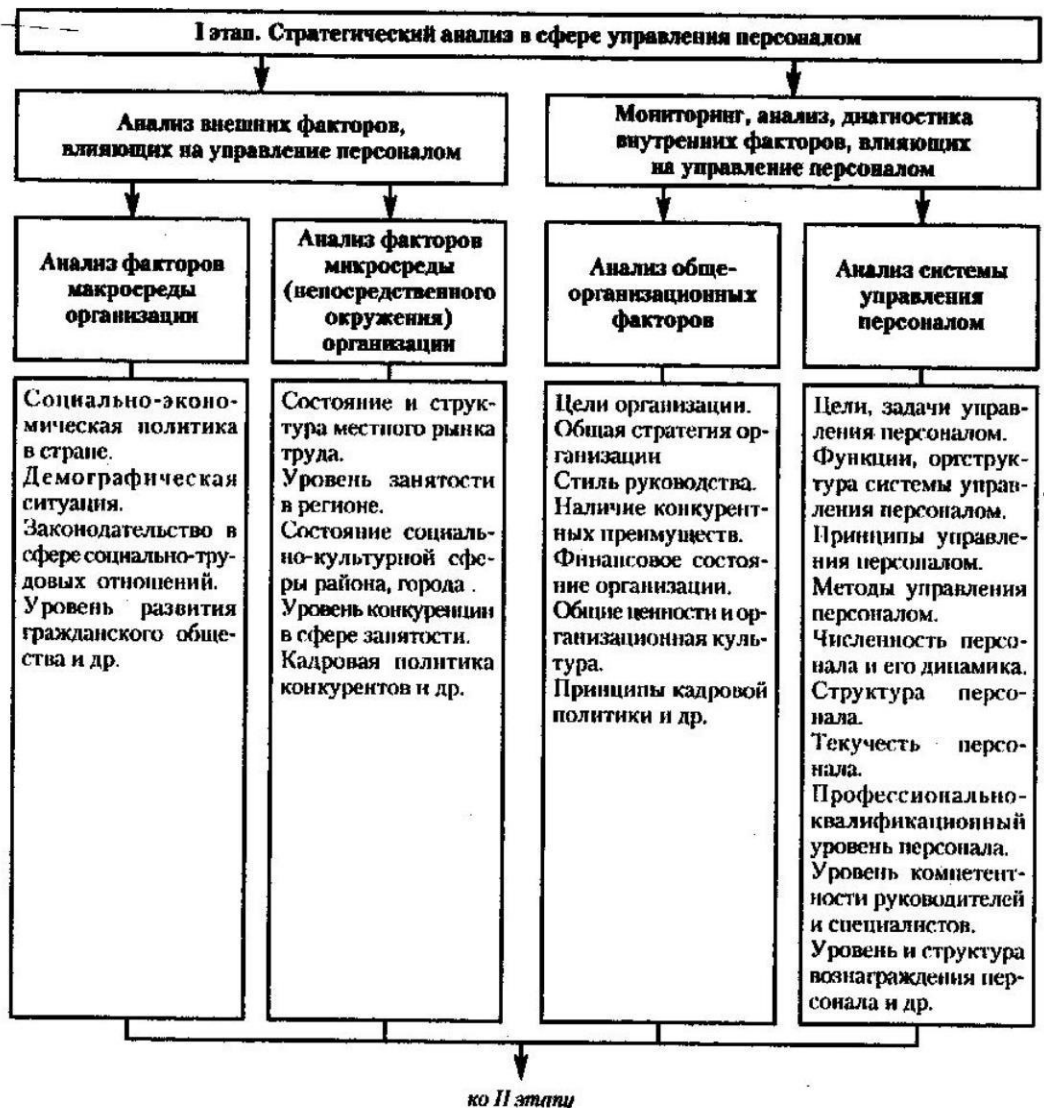 I этап. Стратегический анализ в сфере управления персоналом
Анализ внешних факторов,
влияющих на управление персоналом
Мониторинг, анализ, диагностика
внутренних факторов, влияющих
на управление персоналом
Анализ факторов
макросреды
организации
Анализ факторов
микросреды
(непосредственного
окружения)
организации
Анализ обще-
организационных
факторов
Анализ системы
управления
персоналом
Социально-эконо-
мическая политика
в стране.
Демографическая
ситуация.
Законодательство в
сфере социально-тру-
довых отношений.
Уровень развития
гражданского обще-
ства и др.
Состояние и струк-
тура местного рынка
труда.
Уровень занятости
в регионе.
Состояние социаль-
но-культурной сфе-
ры района, города .
Уровень конкуренции
в сфере занятости.
Кадровая политика
конкурентов и др.
Цели организации.
Общая стратегия ор-
ганизации
Стиль руководства.
Наличие конкурент-
ных преимуществ.
Финансовое состоя-
ние организации.
Общие ценности и ор-
ганизационная куль-
тура.
Принципы кадровой
политики и др.
Цели, задачи управ-
ления персоналом.
Функции, оргструк-
тура системы управ-
ления персоналом.
Принципы управле-
ния персоналом.
Методы управления
персоналом.
Численность персо-
нала и его динамика.
Структура персо-
нала.
Текучесть персо-
нала.
Профессионально-
квалификационный
уровень персонала.
Уровень компетент-
ности руководителей
и специалистов.
Уровень и структура
вознаграждения пер-
сонала и др.
ко II этапу